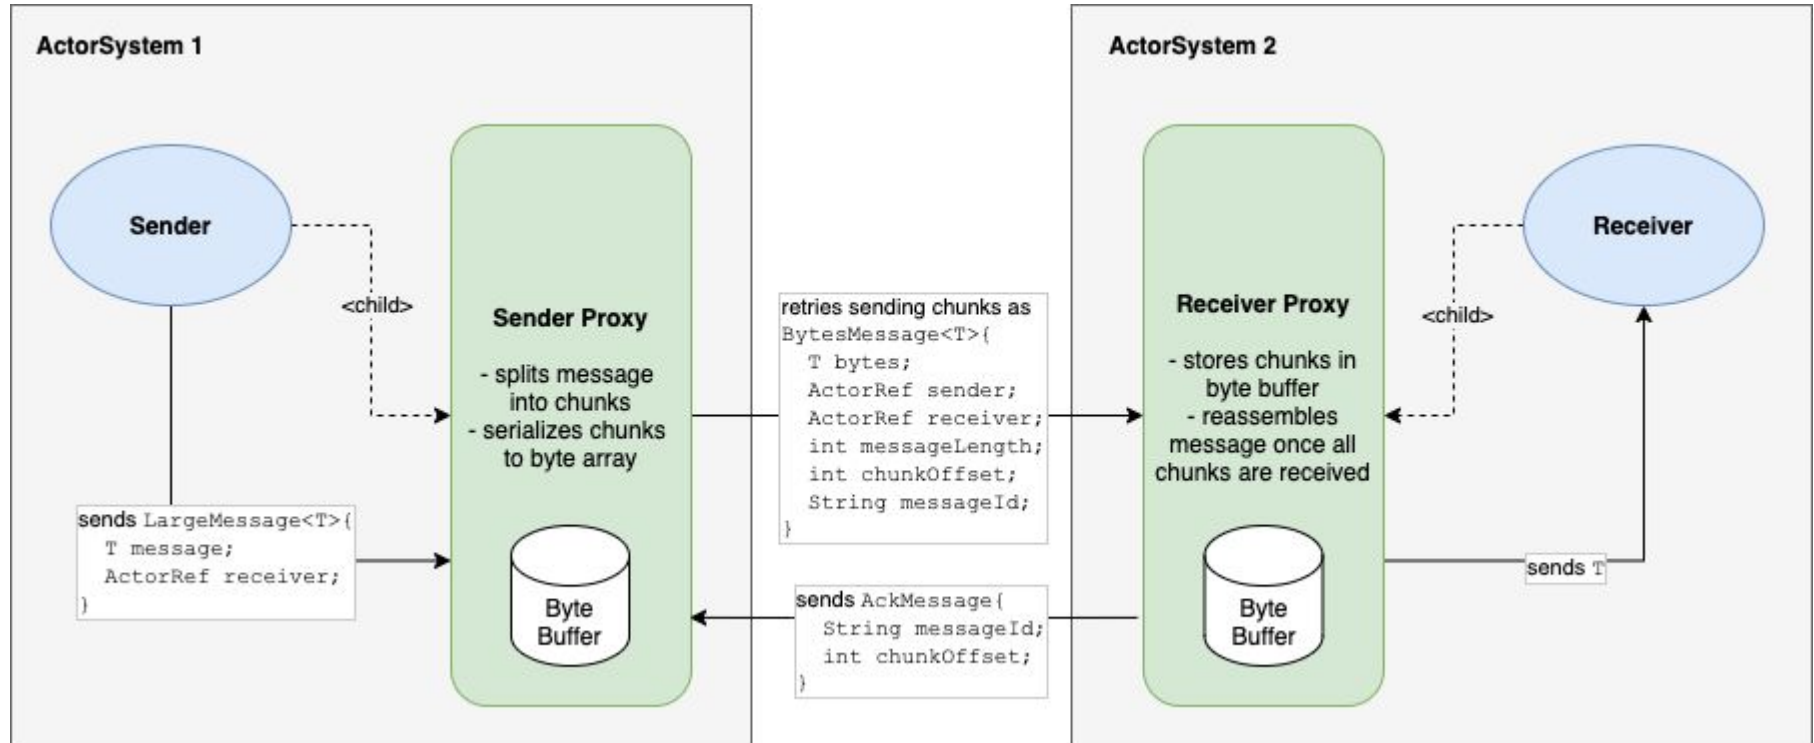 ActorSystem 1
Sender
<child>
sends LargeMessage<T>{
T message;
ActorRef receiver;
}
Sender Proxy
- splits message
into chunks
- serializes chunks
to byte array
Byte
Buffer
retries sending chunks as
BytesMessage<T>{
T bytes;
ActorRef sender;
ActorRef receiver;
int messageLength;
int chunkOffset;
String messageId;
}
sends AckMessage{
String messageId;
int chunkOffset;
}
ActorSystem 2
Receiver Proxy
- stores chunks in
byte buffer
- reassembles
message once all
chunks are received
Byte
Buffer
<child>
Receiver
sends T